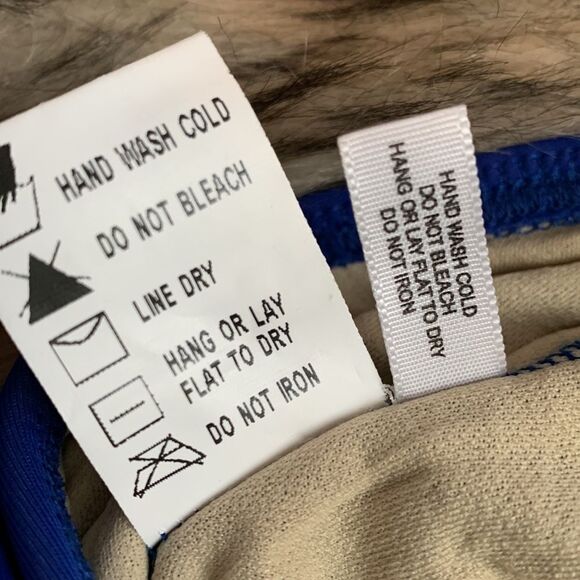 HAND WASH COLD
DO NOT BLEACH
LINE DRY
HANG OR LAY
FLAT TO DRY
DO NOT IRON
HAND WASH COLD
DO NOT BLEACH
HANG OR LAY FLAT TO DRY
DO NOT IRON